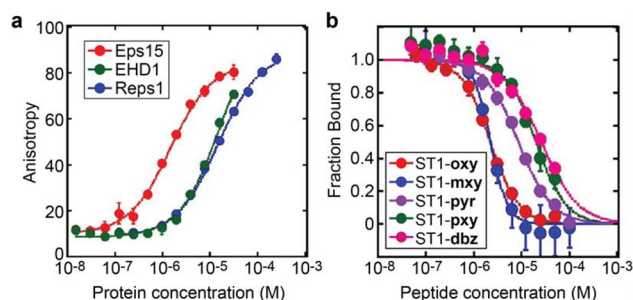 a
100
80
60
40
20
0
Anisotropy
Eps15
EHD1
Reps1
10-8
10-7
10-6
10-5
10-4
10-3
Protein concentration (M)
b
1.0
0.8
0.6
0.4
0.2
0
Fraction Bound
ST1-oxy
ST1-mxy
ST1-pyr
ST1-pxy
ST1-dbz
10-8
10-7
10-6
10-5
10-4
10-3
Peptide concentration (M)